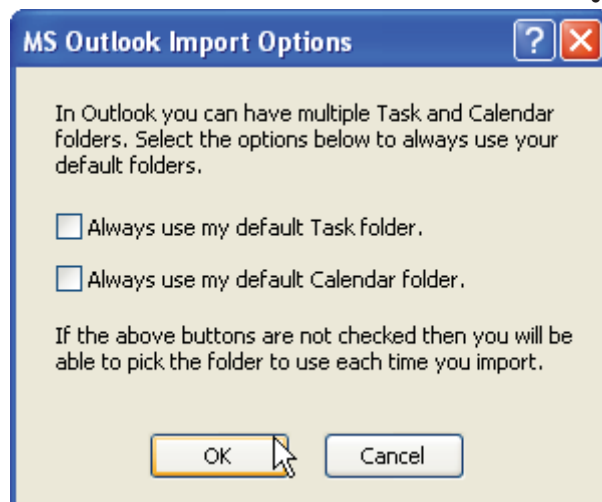 MS Outlook Import Options
In Outlook you can have multiple Task and Calendar
folders. Select the options below to always use your
default folders.
Always use my default Task folder.
Always use my default Calendar folder.
If the above buttons are not checked then you will be
able to pick the folder to use each time you import.
OK Cancel